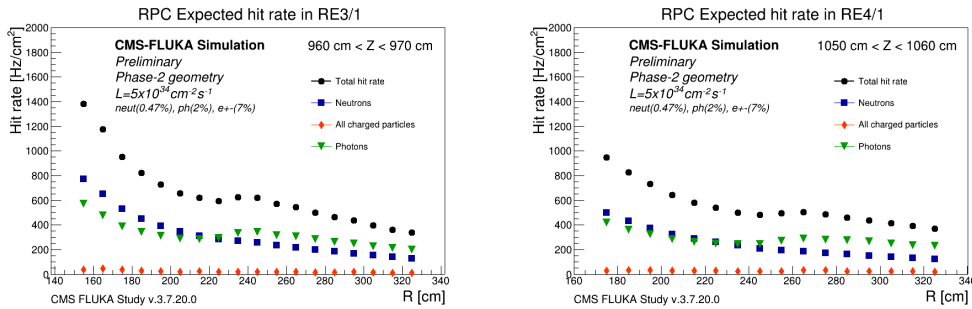 RPC Expected hit rate in RE3/1
Hit rate [Hz/cm²]
2000
1800
1600
1400
1200
1000
800
600
400
200
0
CMS-FLUKA Simulation
Preliminary
Phase-2 geometry
L=5x10³⁴cm⁻²s⁻¹
neut(0.47%), ph(2%), e+-(7%)
960 cm < Z < 970 cm
Total hit rate
Neutrons
All charged particles
Photons
140 160 180 200 220 240 260 280 300 320 340
R [cm]
CMS FLUKA Study v.3.7.20.0
RPC Expected hit rate in RE4/1
Hit rate [Hz/cm²]
2000
1800
1600
1400
1200
1000
800
600
400
200
0
CMS-FLUKA Simulation
Preliminary
Phase-2 geometry
L=5x10³⁴cm⁻²s⁻¹
neut(0.47%), ph(2%), e+-(7%)
1050 cm < Z < 1060 cm
Total hit rate
Neutrons
All charged particles
Photons
160 180 200 220 240 260 280 300 320 340
R [cm]
CMS FLUKA Study v.3.7.20.0